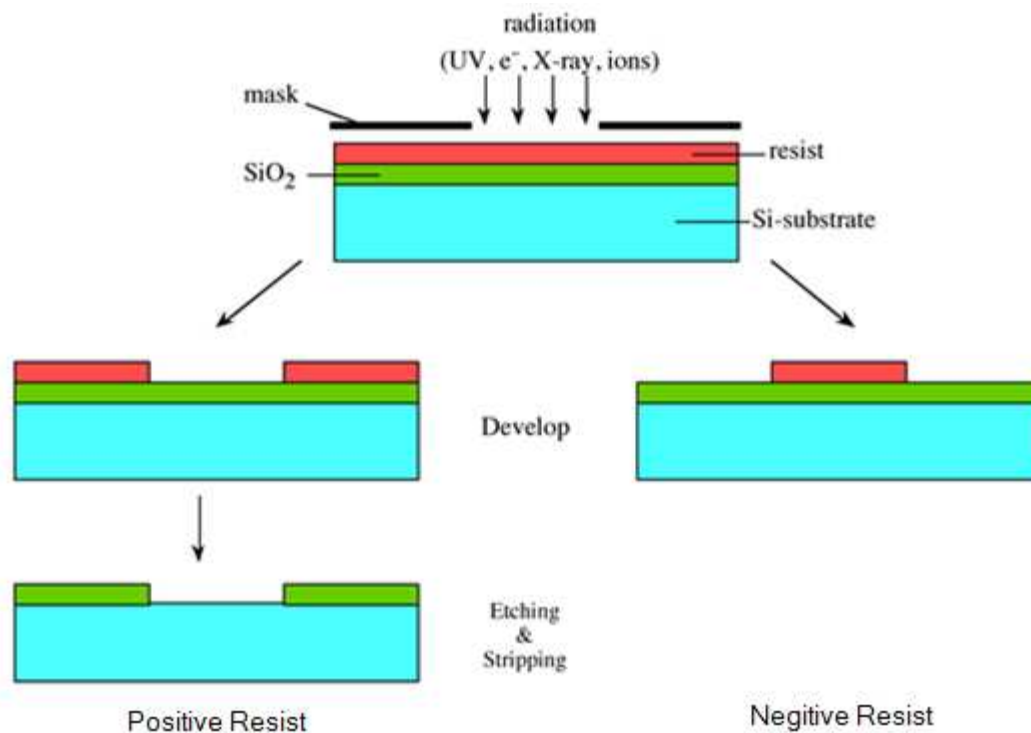 radiation
(UV, e⁻, X-ray, ions)
mask
resist
SiO₂
Si-substrate
Develop
Etching
&
Stripping
Positive Resist
Negitive Resist